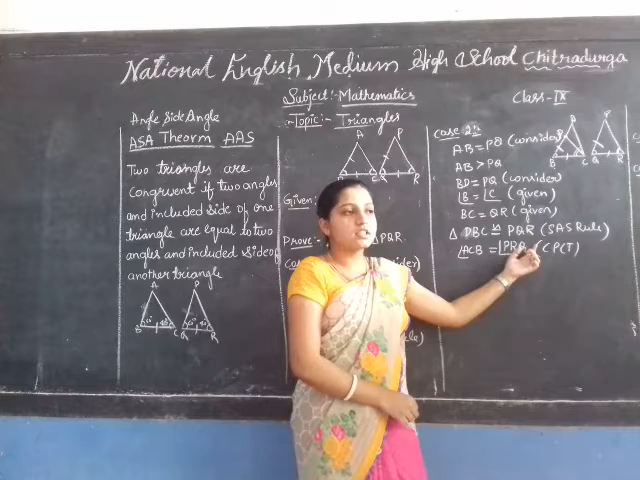 National English Medium High School Chitradurga
Subject:- Mathematics
Class:- IX
Topic:- Triangles
Angle Side Angle
ASA Theorm AAS
Two triangles are
congruent if two angles
and included side of one
triangle are equal to two
angles and included side of
another triangle
A P
B C Q R
A P
B C Q R
Given:
Prove:- PQR
Case 2:
AB = PQ (consider
AB > PQ
BD = PQ (consider)
∠B = ∠C (given)
BC = QR (given)
Δ DBC ≅ PQR (SAS Rule)
∠ACB = ∠PRQ (CPCT)